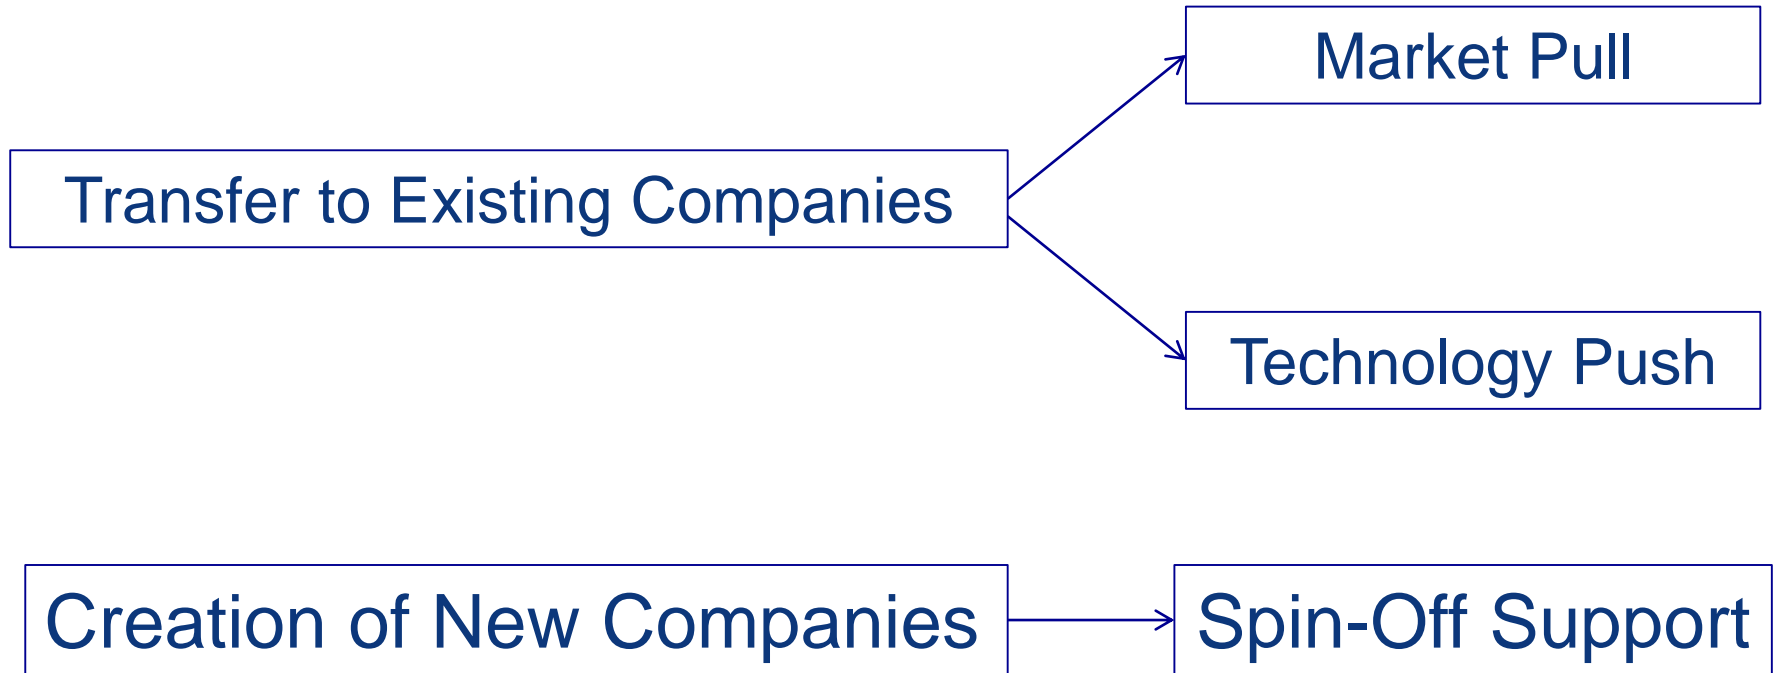 Market Pull
Transfer to Existing Companies
Technology Push
Creation of New Companies
Spin-Off Support